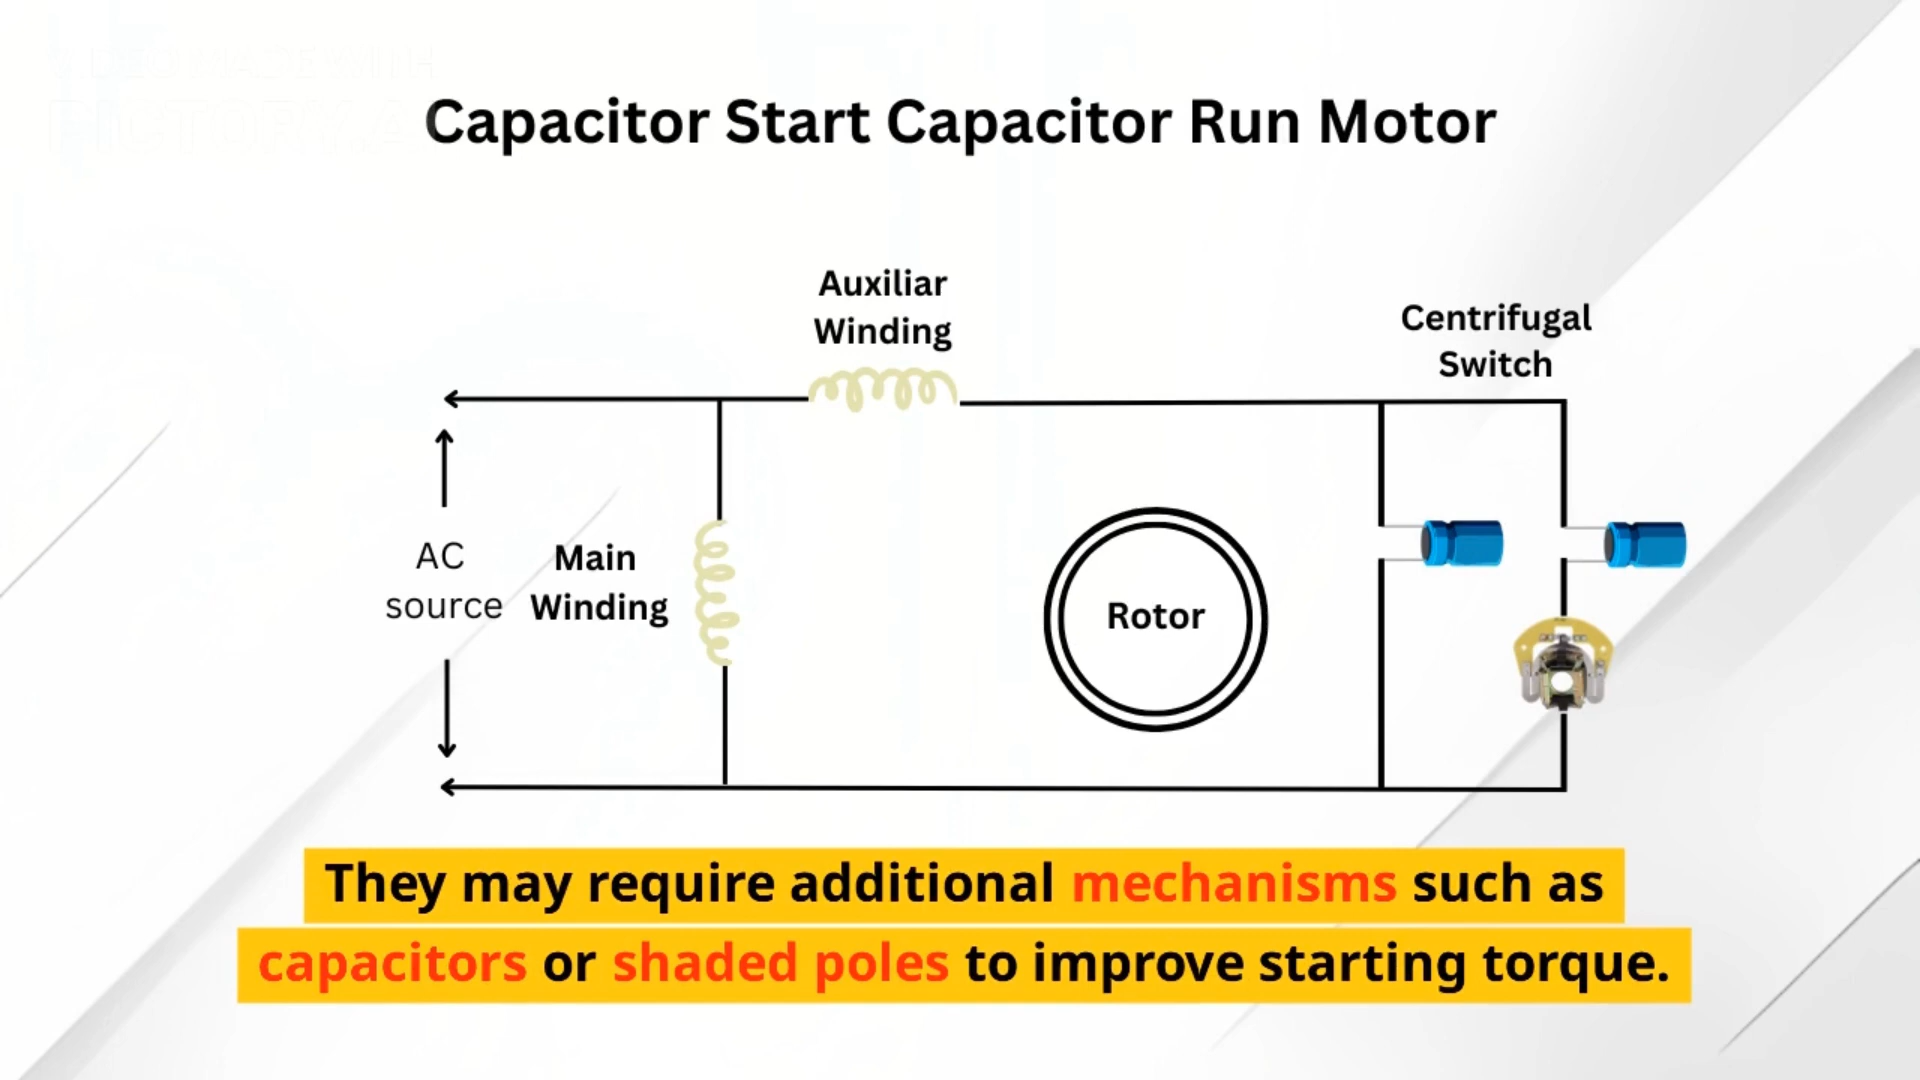 Capacitor Start Capacitor Run Motor
Auxiliar
Winding
Centrifugal
Switch
AC
source
Main
Winding
Rotor
They may require additional mechanisms such as
capacitors or shaded poles to improve starting torque.